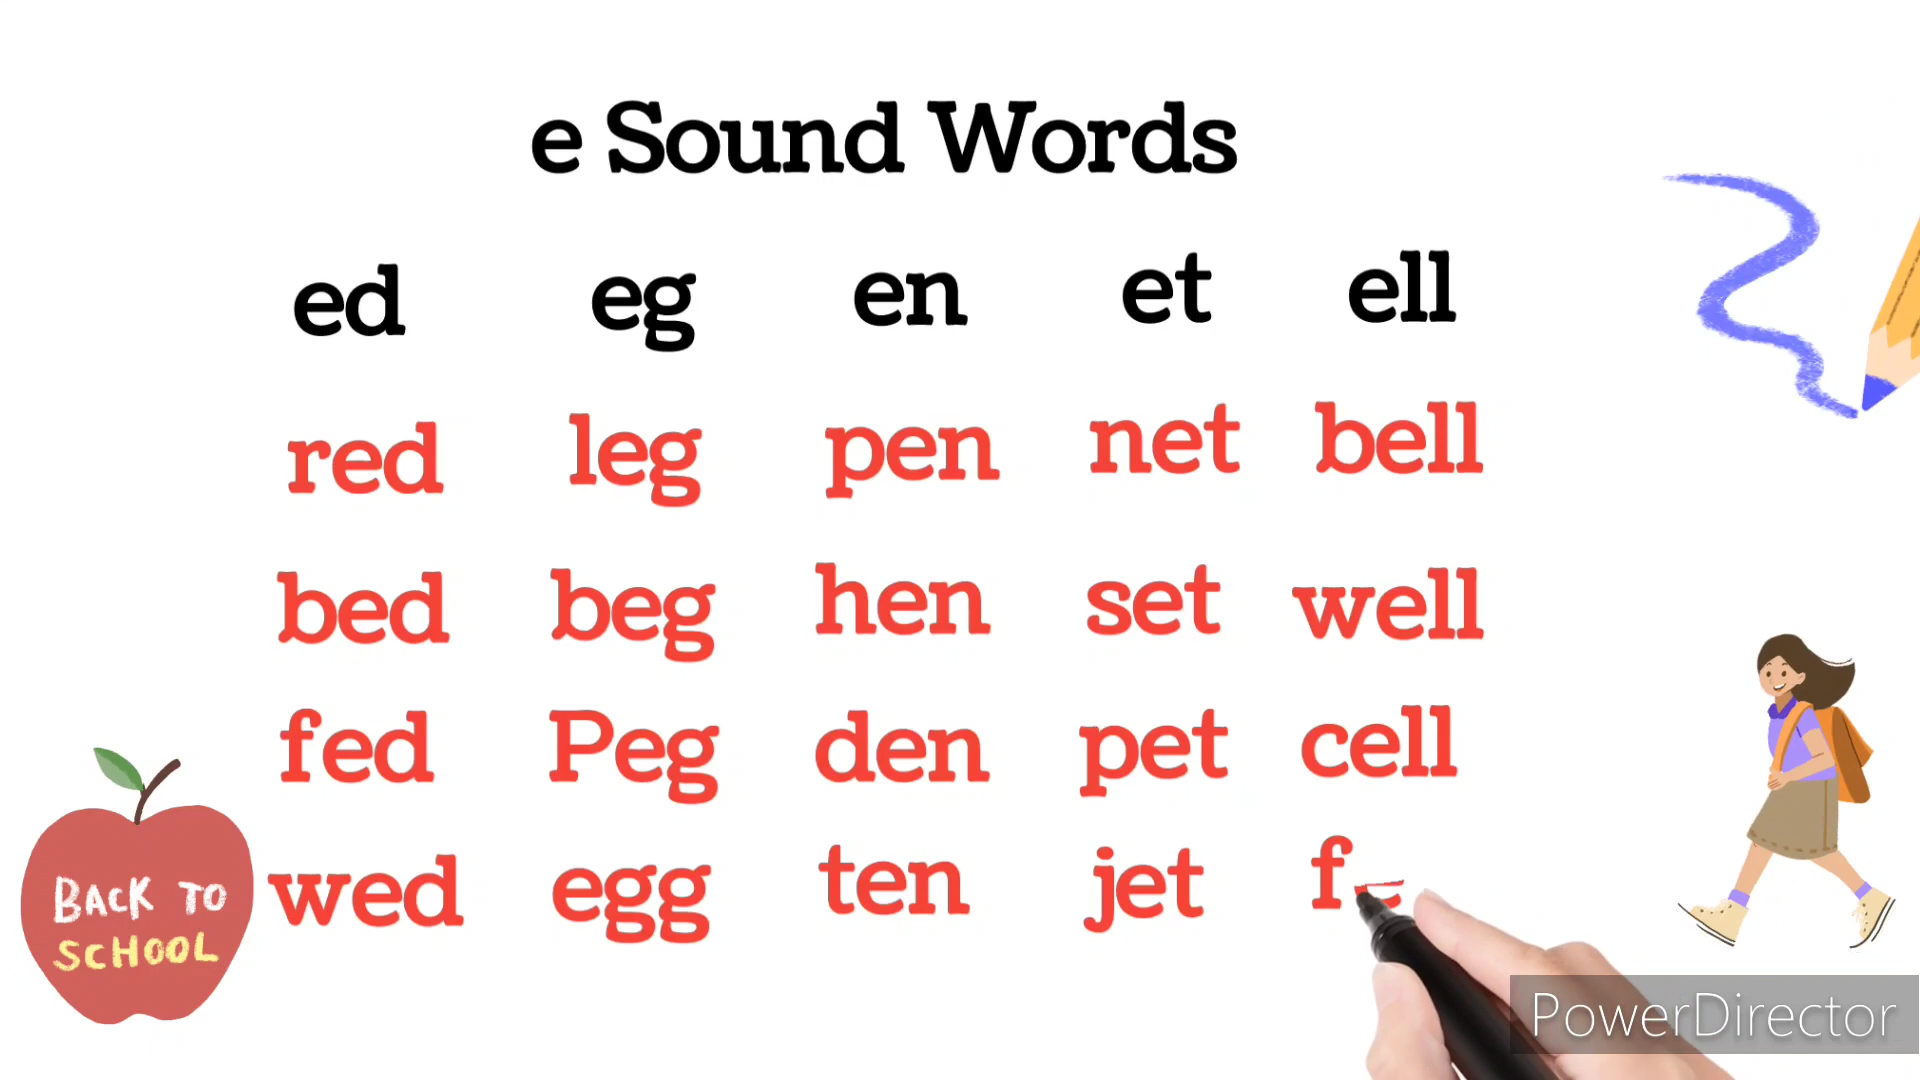 e Sound Words
ed eg en et ell
red leg pen net bell
bed beg hen set well
fed Peg den pet cell
wed egg ten jet f
BACK TO
SCHOOL
PowerDirector